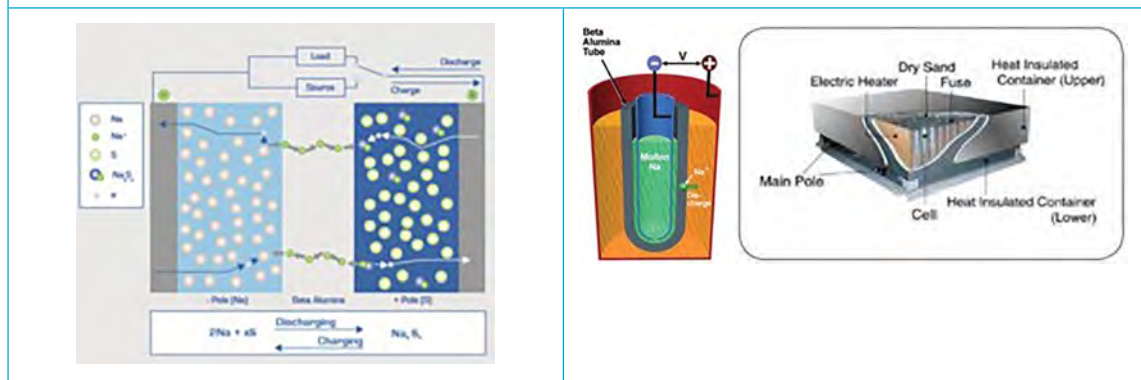 Load
Source
Discharge
Charge
Na
Na⁺
S
Na₂Sₓ
e
- Pole [Na]
Beta Alumina
+ Pole [S]
2Na + xS
Discharging
Charging
Beta
Alumina
Tube
V
Molten
Na
Na⁺
Dis-
charge
Electric Heater
Dry Sand
Fuse
Heat Insulated
Container (Upper)
Main Pole
Cell
Heat Insulated Container
(Lower)